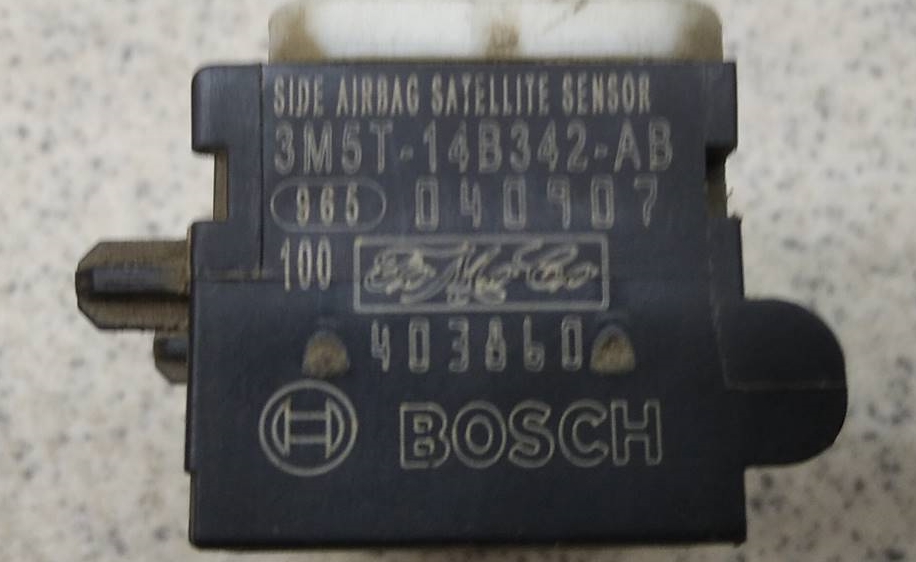 SIDE AIRBAG SATELLITE SENSOR
3M5T-14B342-AB
965 040907
100
403860
BOSCH